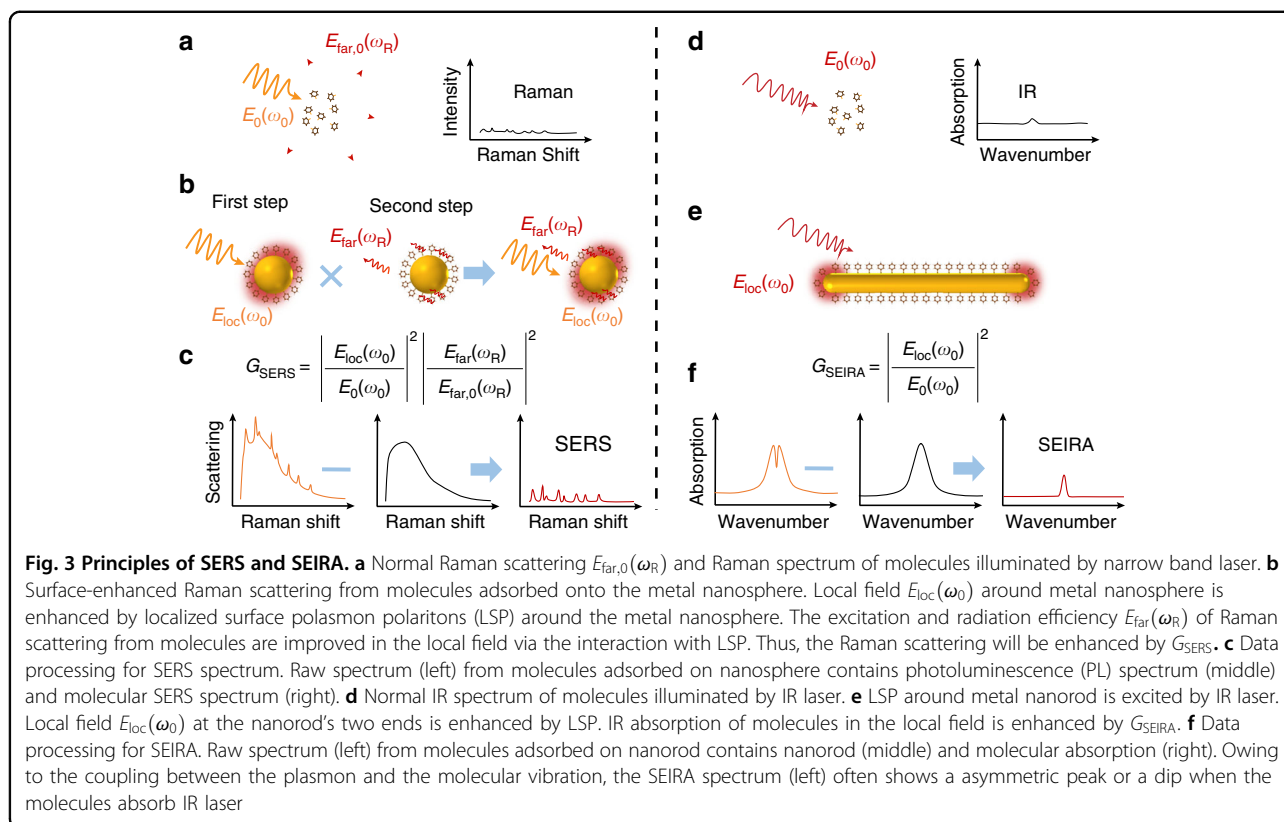 a
E_far,0(ω_R)
E_0(ω_0)
Intensity
Raman
Raman Shift
b
First step
Second step
E_far(ω_R)
E_far(ω_R)
E_loc(ω_0)
E_loc(ω_0)
c
G_SERS = |E_loc(ω_0)/E_0(ω_0)|^2 |E_far(ω_R)/E_far,0(ω_R)|^2
Scattering
SERS
Raman shift
Raman shift
Raman shift
d
E_0(ω_0)
Absorption
IR
Wavenumber
e
E_loc(ω_0)
G_SEIRA = |E_loc(ω_0)/E_0(ω_0)|^2
f
Absorption
SEIRA
Wavenumber
Wavenumber
Wavenumber
Fig. 3 Principles of SERS and SEIRA. a Normal Raman scattering E_far,0(ω_R) and Raman spectrum of molecules illuminated by narrow band laser. b
Surface-enhanced Raman scattering from molecules adsorbed onto the metal nanosphere. Local field E_loc(ω_0) around metal nanosphere is
enhanced by localized surface polasmon polaritons (LSP) around the metal nanosphere. The excitation and radiation efficiency E_far(ω_R) of Raman
scattering from molecules are improved in the local field via the interaction with LSP. Thus, the Raman scattering will be enhanced by G_SERS. c Data
processing for SERS spectrum. Raw spectrum (left) from molecules adsorbed on nanosphere contains photoluminescence (PL) spectrum (middle)
and molecular SERS spectrum (right). d Normal IR spectrum of molecules illuminated by IR laser. e LSP around metal nanorod is excited by IR laser.
Local field E_loc(ω_0) at the nanorod's two ends is enhanced by LSP. IR absorption of molecules in the local field is enhanced by G_SEIRA. f Data
processing for SEIRA. Raw spectrum (left) from molecules adsorbed on nanorod contains nanorod (middle) and molecular absorption (right). Owing
to the coupling between the plasmon and the molecular vibration, the SEIRA spectrum (left) often shows a asymmetric peak or a dip when the
molecules absorb IR laser